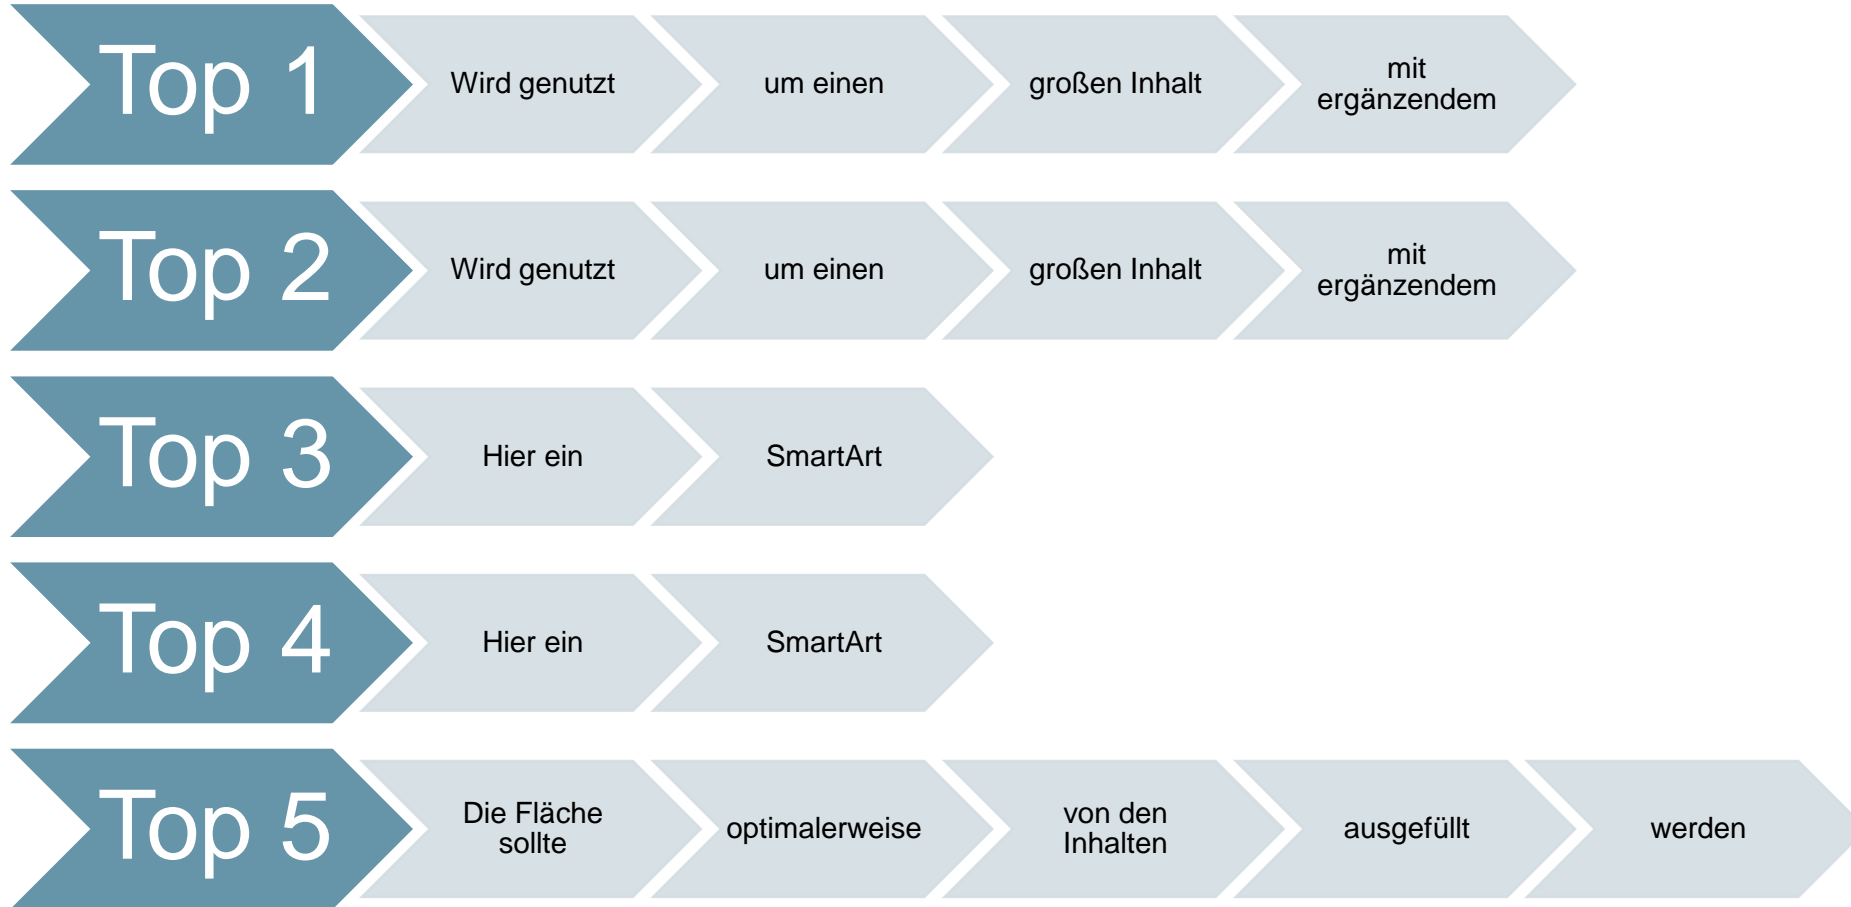 Top 1
Wird genutzt
um einen
großen Inhalt
mit
ergänzendem
Top 2
Wird genutzt
um einen
großen Inhalt
mit
ergänzendem
Top 3
Hier ein
SmartArt
Top 4
Hier ein
SmartArt
Top 5
Die Fläche
sollte
optimalerweise
von den
Inhalten
ausgefüllt
werden